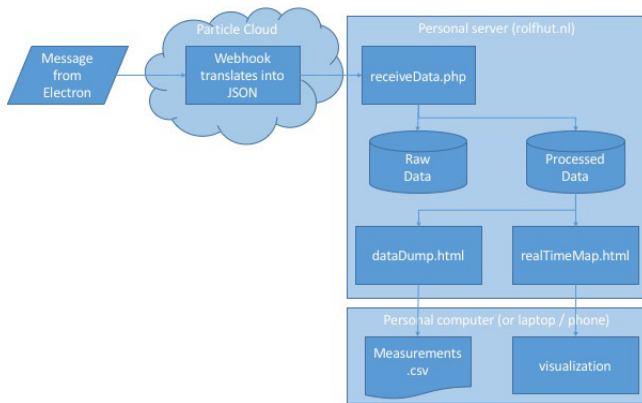 Particle Cloud
Personal server (rolfhut.nl)
Message
from
Electron
Webhook
translates into
JSON
receiveData.php
Raw
Data
Processed
Data
dataDump.html
realTimeMap.html
Personal computer (or laptop / phone)
Measurements
.csv
visualization